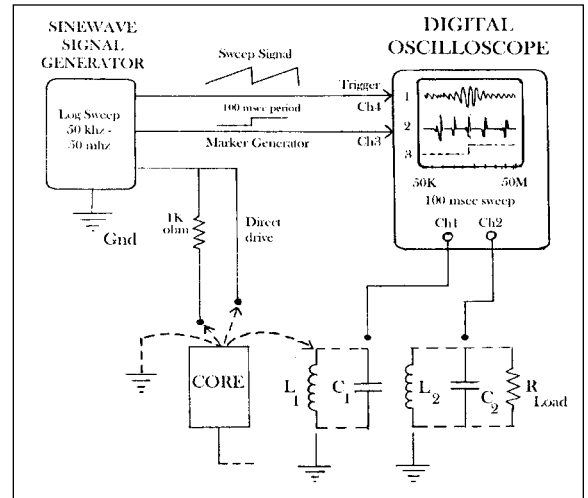 SINEWAVE
SIGNAL
GENERATOR
DIGITAL
OSCILLOSCOPE
Sweep Signal
Trigger
Ch4
Log Sweep
50 khz -
50 mhz
100 msec period
Marker Generator
Ch3
1
2
3
50K
50M
100 msec sweep
Ch1
Ch2
Gnd
1K
ohm
Direct
drive
CORE
L1
C1
L2
C2
R
Load